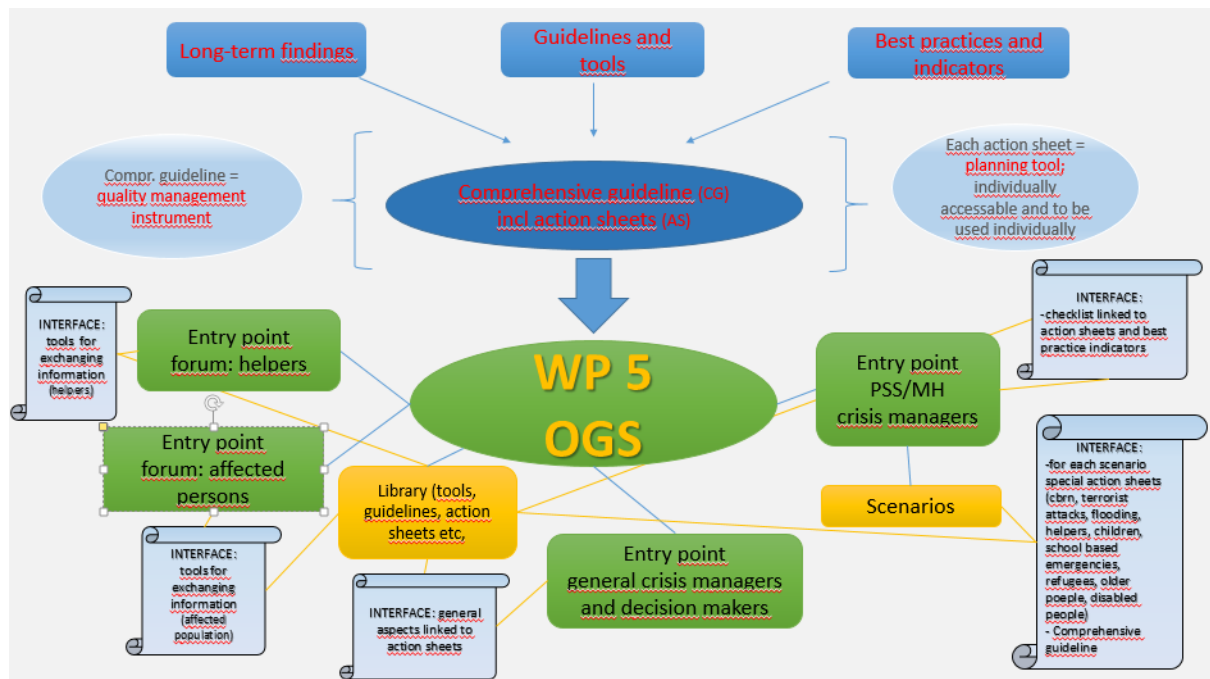 Long-term findings
Guidelines and
tools
Best practices and
indicators
Compr. guideline =
quality management
instrument
Comprehensive guideline (CG)
incl action sheets (AS)
Each action sheet =
planning tool;
individually
accessable and to be
used individually
INTERFACE:
tools for
exchanging
information
(helpers)
Entry point
forum: helpers
WP 5
OGS
Entry point
PSS/MH
crisis managers
INTERFACE:
-checklist linked to
action sheets and best
practice indicators
Entry point
forum: affected
persons
Library (tools,
guidelines, action
sheets etc,
Scenarios
INTERFACE:
-for each scenario
special action sheets
(cbrn, terrorist
attacks, flooding,
helpers, children,
school based
emergencies,
refugees, older
poeple, disabled
people)
- Comprehensive
guideline
INTERFACE:
tools for
exchanging
information
(affected
population)
INTERFACE: general
aspects linked to
action sheets
Entry point
general crisis managers
and decision makers